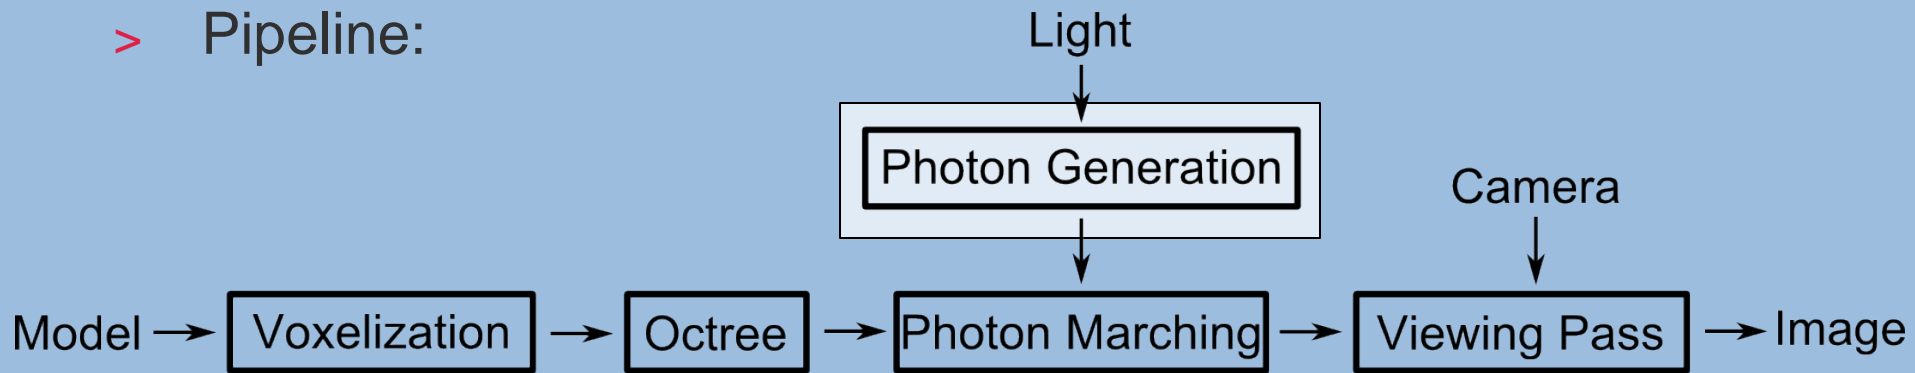 > Pipeline:
Light
Photon Generation
Camera
Model
Voxelization
Octree
Photon Marching
Viewing Pass
Image